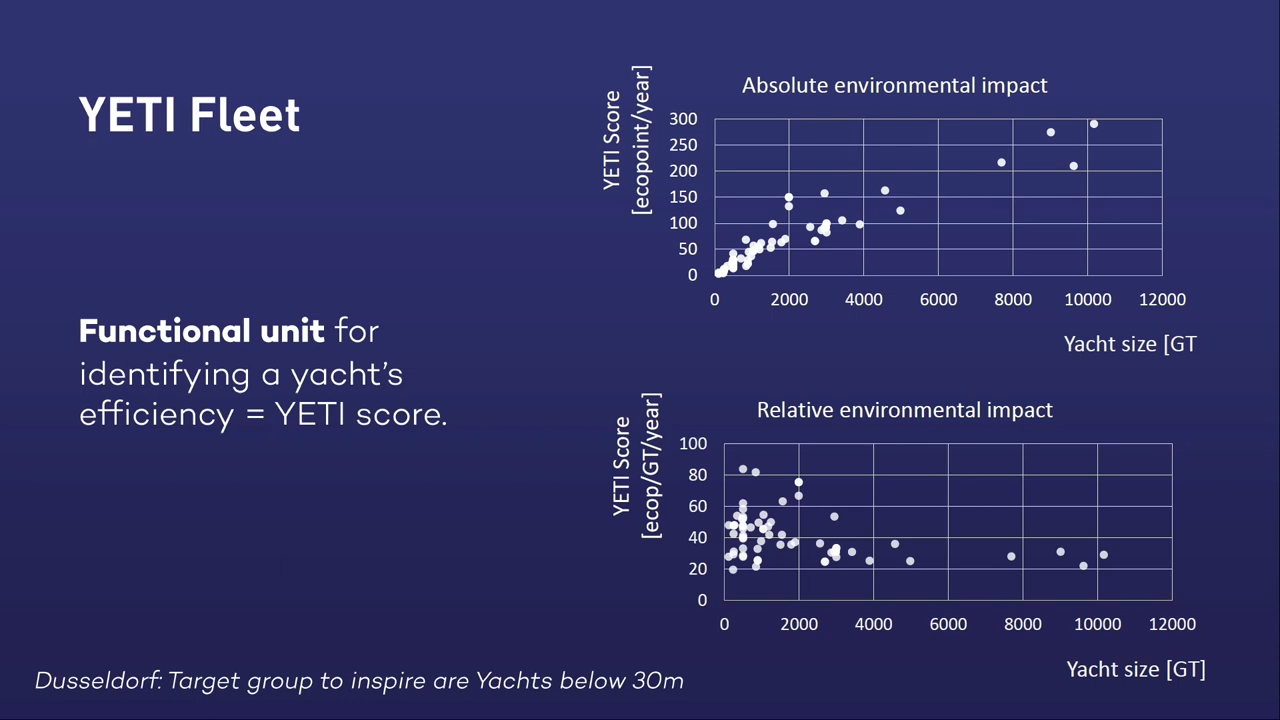 YETI Fleet
Functional unit for
identifying a yacht's
efficiency = YETI score.
Absolute environmental impact
YETI Score
[ecopoint/year]
300
250
200
150
100
50
0
0 2000 4000 6000 8000 10000 12000
Yacht size [GT
Relative environmental impact
YETI Score
[ecop/GT/year]
100
80
60
40
20
0
0 2000 4000 6000 8000 10000 12000
Yacht size [GT]
Dusseldorf: Target group to inspire are Yachts below 30m